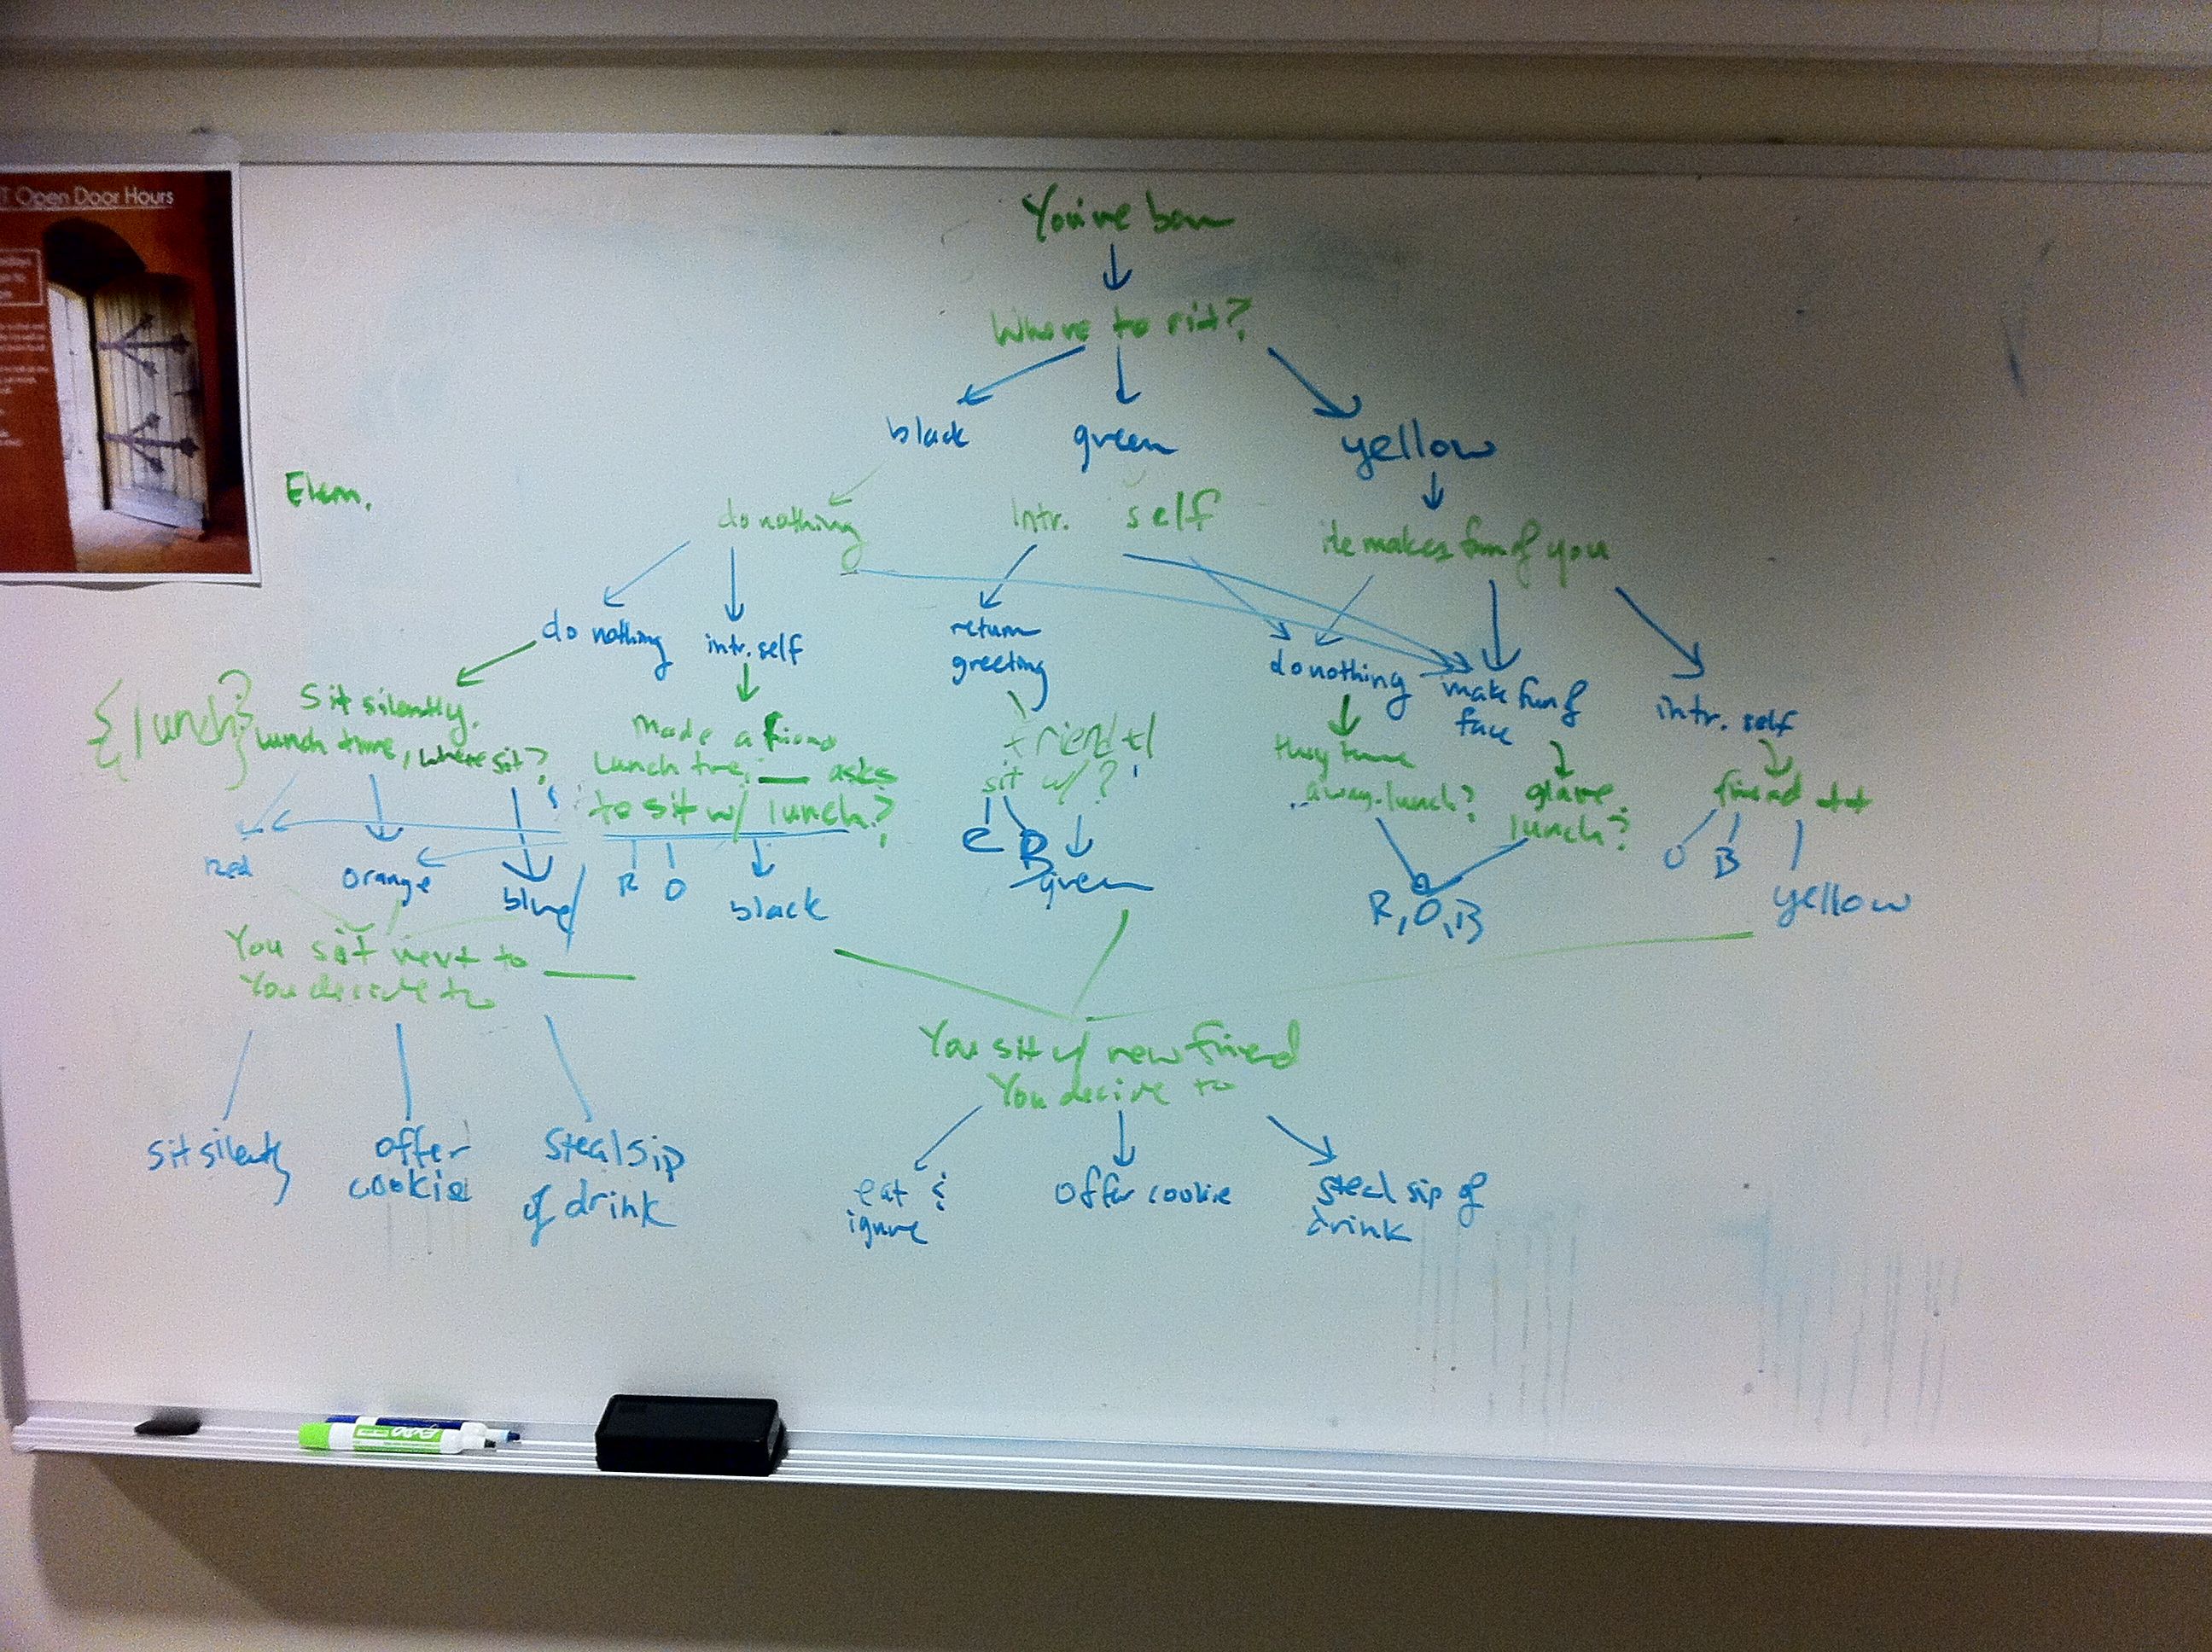 T Open Door Hours
You're born
Where to sit?
black green yellow
Elem.
do nothing Intr. self He makes fun of you
do nothing intr. self return greeting do nothing make fun of face intr. self
{lunch?}
Sit silently.
Lunch time, where sit?
Made a friend
Lunch time, ___ asks
to sit w/ lunch?
friend +1
sit w/?
they turn
away. lunch?
glare.
lunch?
friend ++
Red orange blue R O black
B green
R, O, B
O B yellow
You sit next to ___
You decide to
sit silently
offer
cookie
steal sip
of drink
You sit w/ new friend
You decide to
eat &
ignore
offer cookie
steal sip of
drink
EXPO